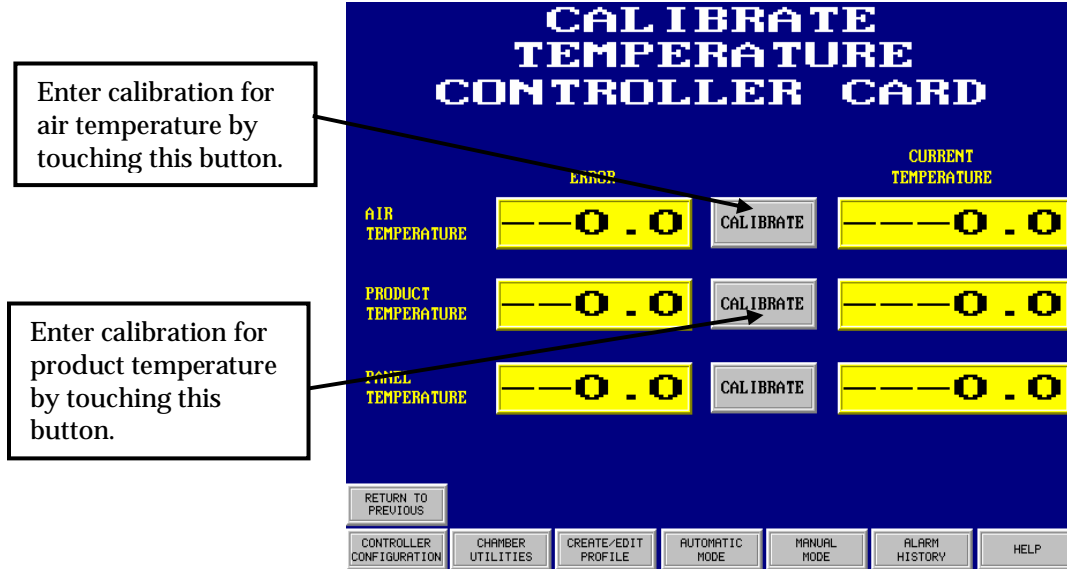 CALIBRATE
TEMPERATURE
CONTROLLER CARD
Enter calibration for
air temperature by
touching this button.
ERROR
CURRENT
TEMPERATURE
AIR
TEMPERATURE
--0.0
CALIBRATE
---0.0
PRODUCT
TEMPERATURE
--0.0
CALIBRATE
---0.0
Enter calibration for
product temperature
by touching this
button.
PANEL
TEMPERATURE
--0.0
CALIBRATE
---0.0
RETURN TO
PREVIOUS
CONTROLLER
CONFIGURATION
CHAMBER
UTILITIES
CREATE/EDIT
PROFILE
AUTOMATIC
MODE
MANUAL
MODE
ALARM
HISTORY
HELP